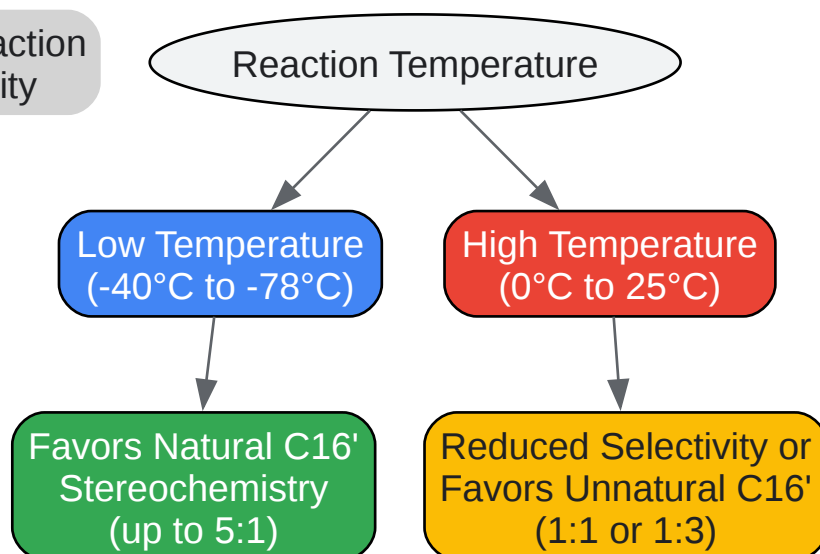 Reaction Temperature
Low Temperature
(-40°C to -78°C)
High Temperature
(0°C to 25°C)
Favors Natural C16'
Stereochemistry
(up to 5:1)
Reduced Selectivity or
Favors Unnatural C16'
(1:1 or 1:3)